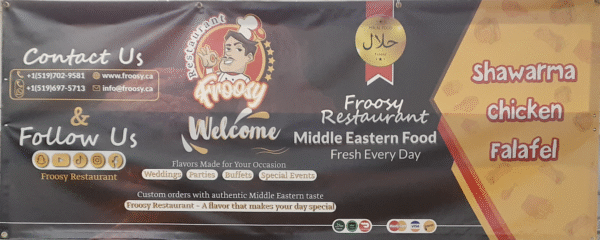 Contact Us
+1(519)702-9581 www.froosy.ca
+1(519)697-5713 info@froosy.ca
&
Follow Us
Froosy Restaurant
Restaurant
Froosy
Welcome
Flavors Made for Your Occasion
Weddings Parties Buffets Special Events
Custom orders with authentic Middle Eastern taste
Froosy Restaurant - A flavor that makes your day special
حلال
Froosy
Restaurant
Middle Eastern Food
Fresh Every Day
Shawarma
chicken
Falafel